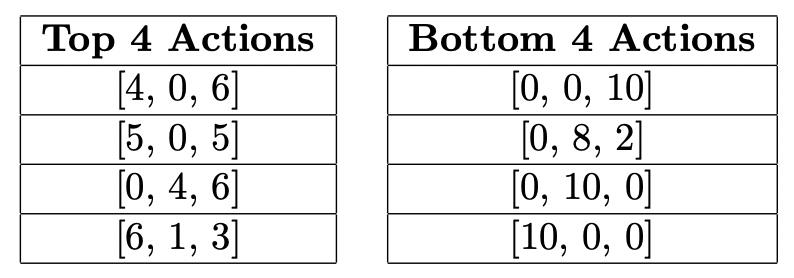 Top 4 Actions
[4, 0, 6]
[5, 0, 5]
[0, 4, 6]
[6, 1, 3]
Bottom 4 Actions
[0, 0, 10]
[0, 8, 2]
[0, 10, 0]
[10, 0, 0]